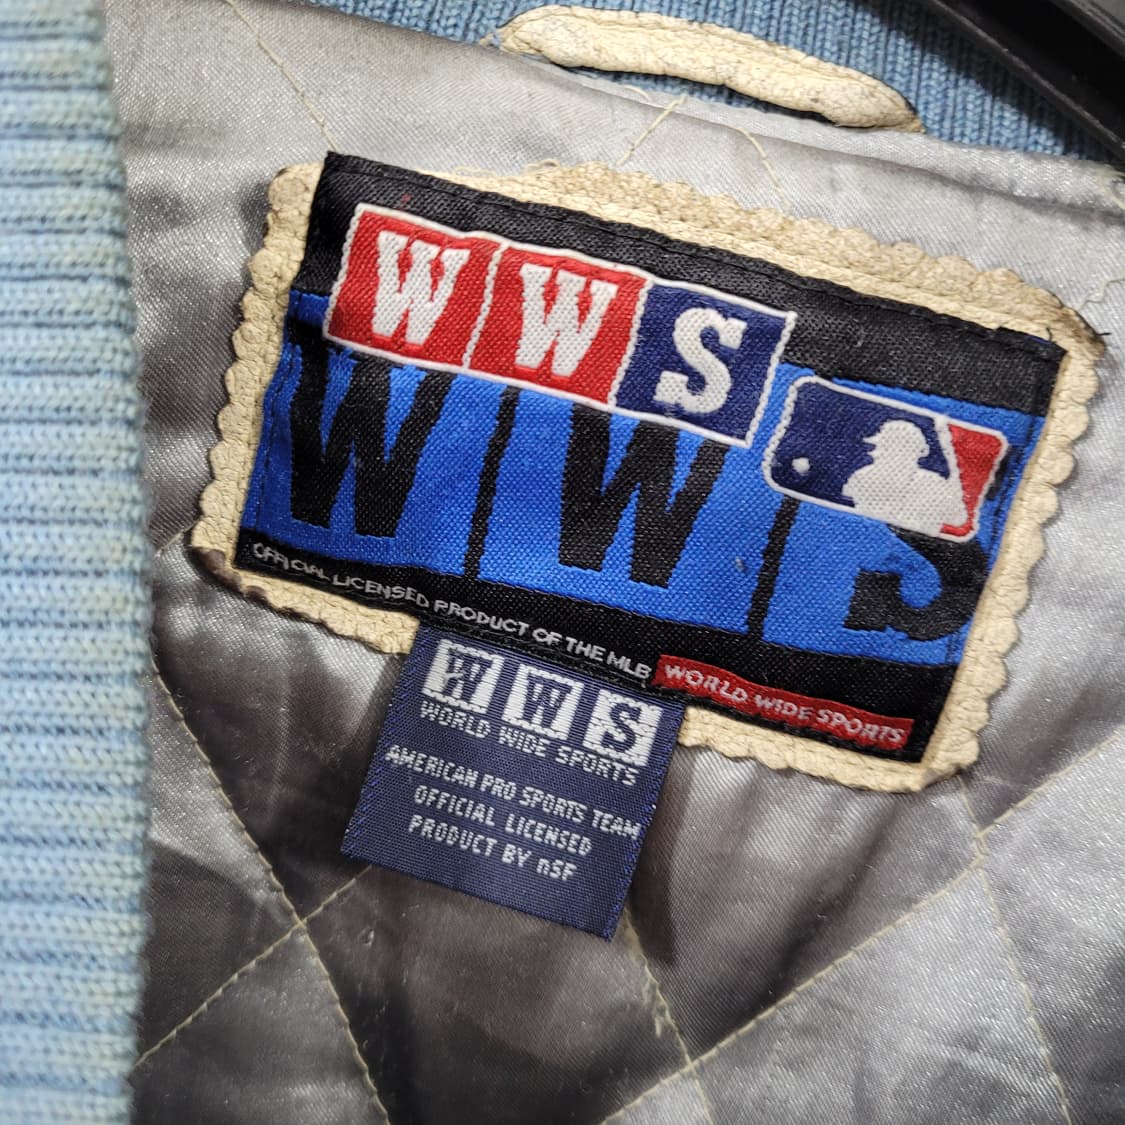 WWS
WWS
OFFICIAL LICENSED PRODUCT OF THE MLB WORLD WIDE SPORTS
WWS
WORLD WIDE SPORTS
AMERICAN PRO SPORTS TEAM
OFFICIAL LICENSED
PRODUCT BY nSF